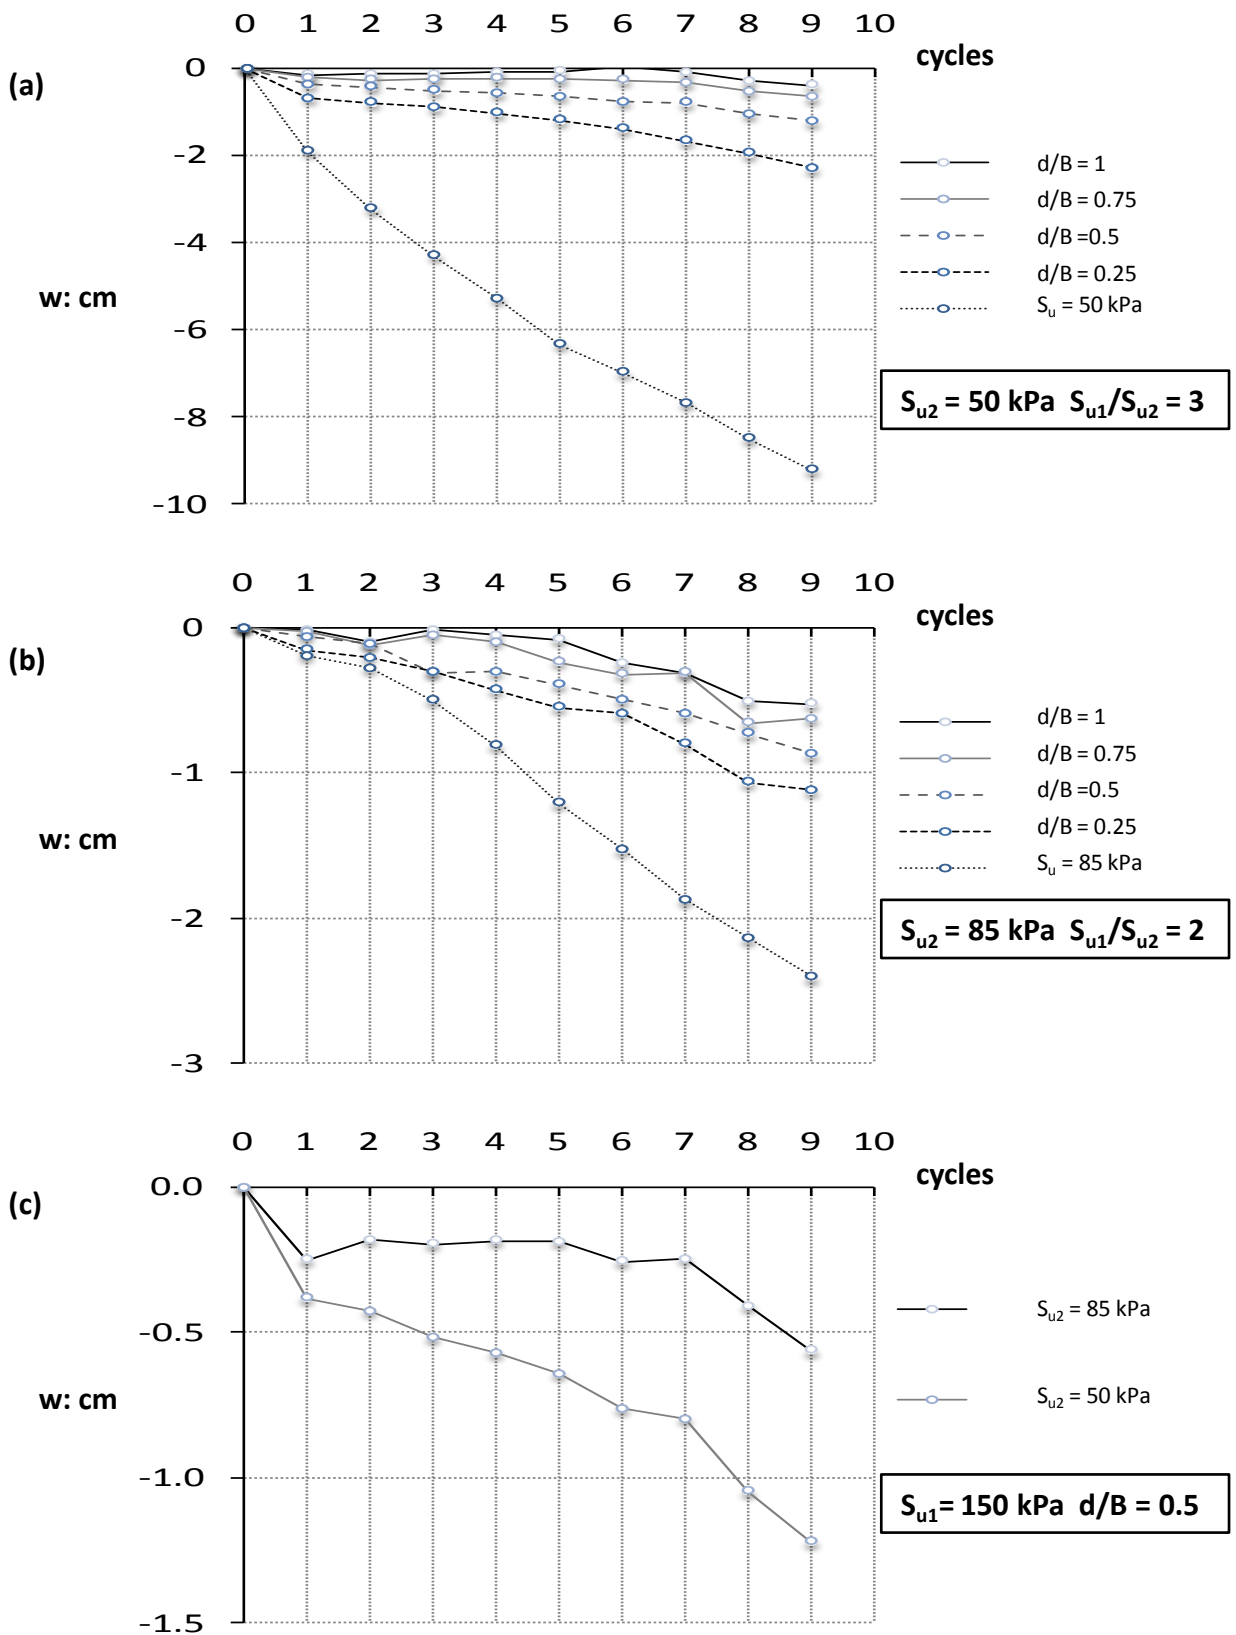 0 1 2 3 4 5 6 7 8 9 10
cycles
(a)
0
-2
-4
-6
-8
-10
w: cm
d/B = 1
d/B = 0.75
d/B =0.5
d/B = 0.25
Su = 50 kPa
Su2 = 50 kPa Su1/Su2 = 3
0 1 2 3 4 5 6 7 8 9 10
cycles
(b)
0
-1
-2
-3
w: cm
d/B = 1
d/B = 0.75
d/B =0.5
d/B = 0.25
Su = 85 kPa
Su2 = 85 kPa Su1/Su2 = 2
0 1 2 3 4 5 6 7 8 9 10
cycles
(c)
0.0
-0.5
-1.0
-1.5
w: cm
Su2 = 85 kPa
Su2 = 50 kPa
Su1= 150 kPa d/B = 0.5